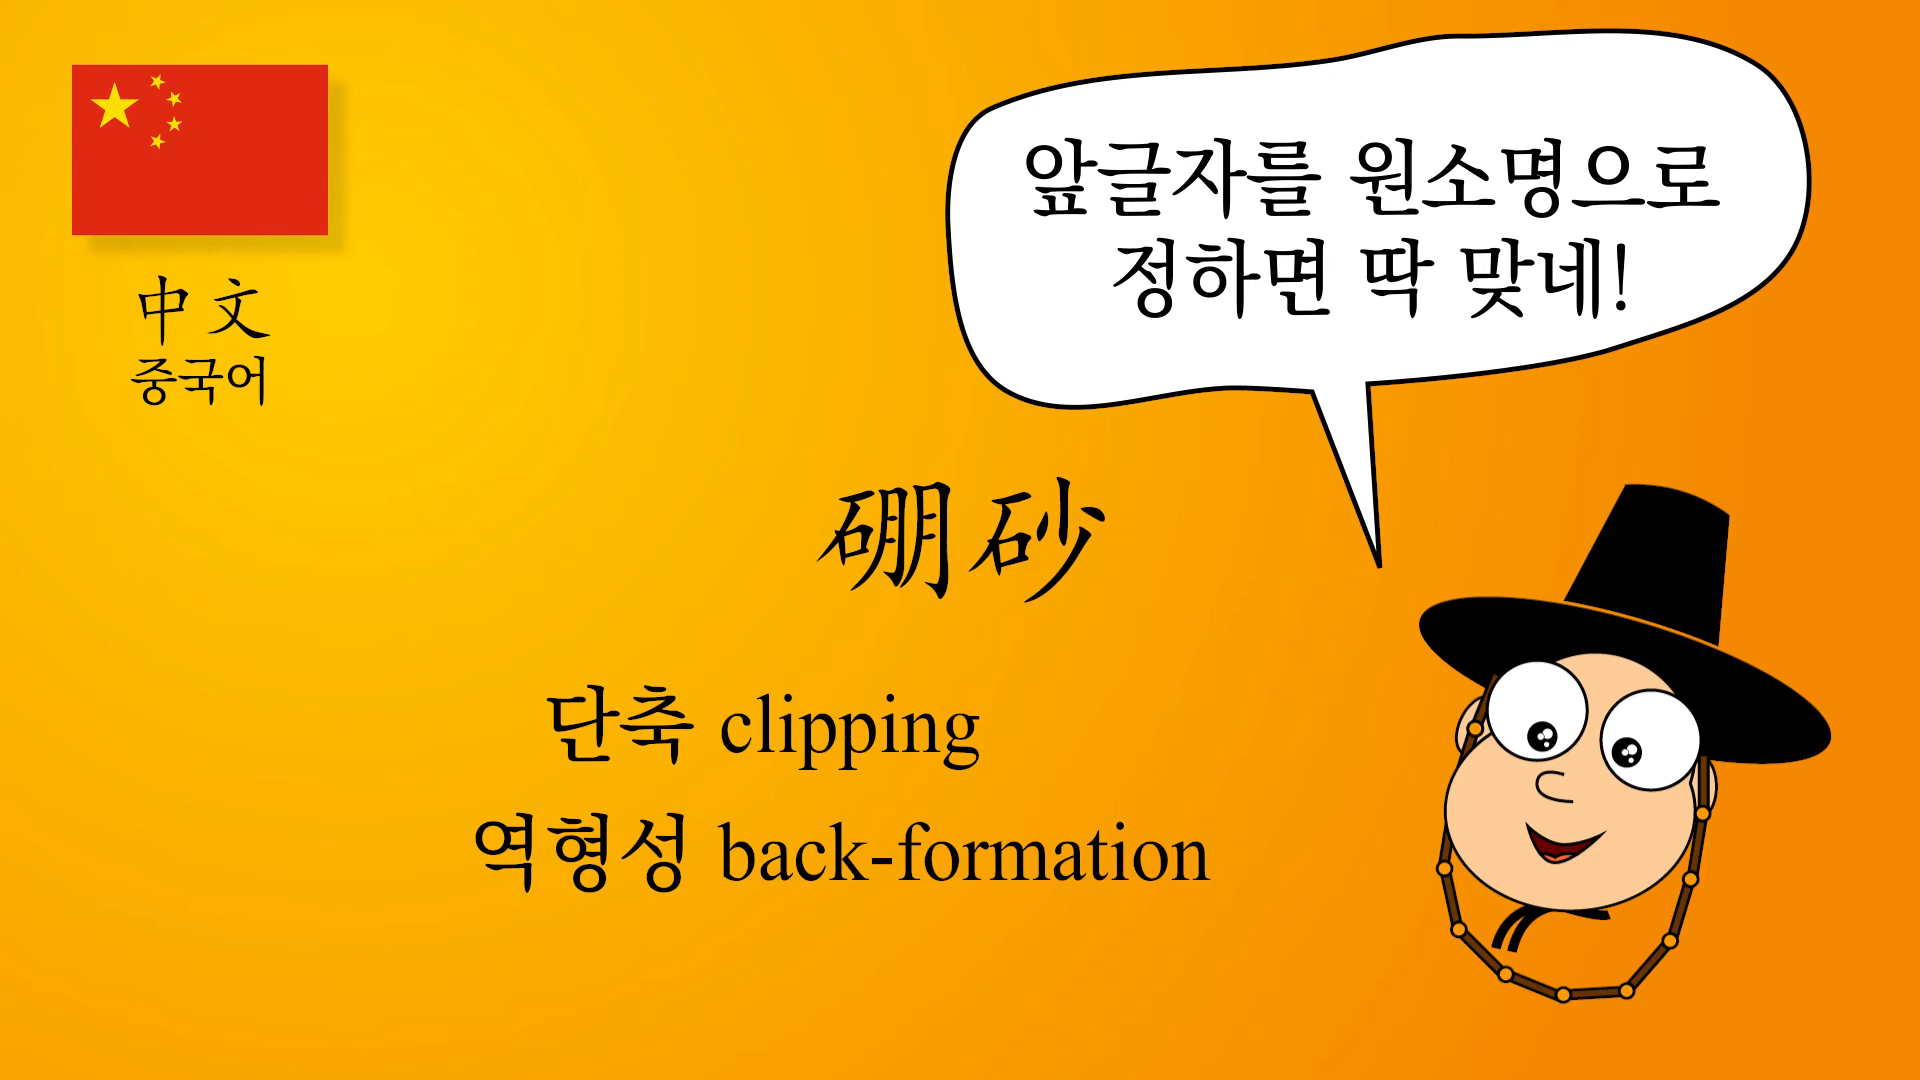 中文
중국어
앞글자를 원소명으로
정하면 딱 맞네!
硼砂
단축 clipping
역형성 back-formation